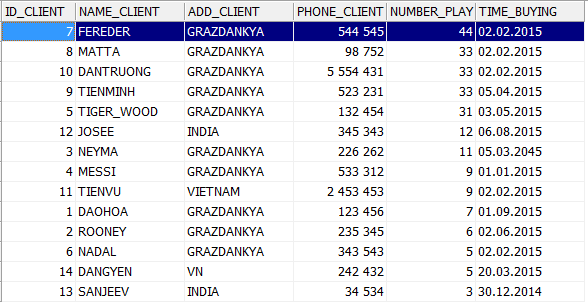 ID_CLIENT NAME_CLIENT ADD_CLIENT PHONE_CLIENT NUMBER_PLAY TIME_BUYING
7 FEREDER GRAZDANKYA 544 545 44 02.02.2015
8 MATTA GRAZDANKYA 98 752 33 02.02.2015
10 DANTRUONG GRAZDANKYA 5 554 431 33 02.02.2015
9 TIENMINH GRAZDANKYA 523 231 33 05.04.2015
5 TIGER_WOOD GRAZDANKYA 132 454 31 03.05.2015
12 JOSEE INDIA 345 343 12 06.08.2015
3 NEYMA GRAZDANKYA 226 262 11 05.03.2045
4 MESSI GRAZDANKYA 533 312 9 01.01.2015
11 TIENVU VIETNAM 2 453 453 9 02.02.2015
1 DAOHOA GRAZDANKYA 123 456 7 01.09.2015
2 ROONEY GRAZDANKYA 235 345 6 02.06.2015
6 NADAL GRAZDANKYA 343 543 5 02.02.2015
14 DANGYEN VN 242 432 5 20.03.2015
13 SANJEEV INDIA 34 534 3 30.12.2014